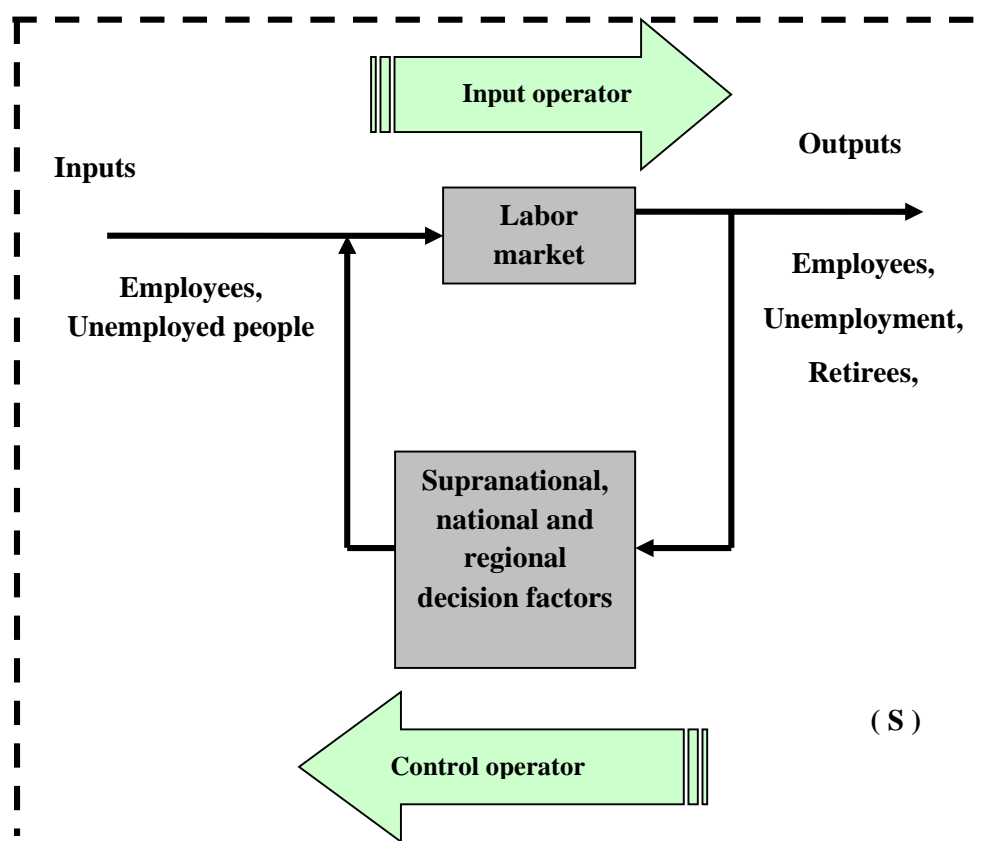 Input operator
Outputs
Inputs
Labor
market
Employees,
Unemployed people
Employees,
Unemployment,
Retirees,
Supranational,
national and
regional
decision factors
( S )
Control operator